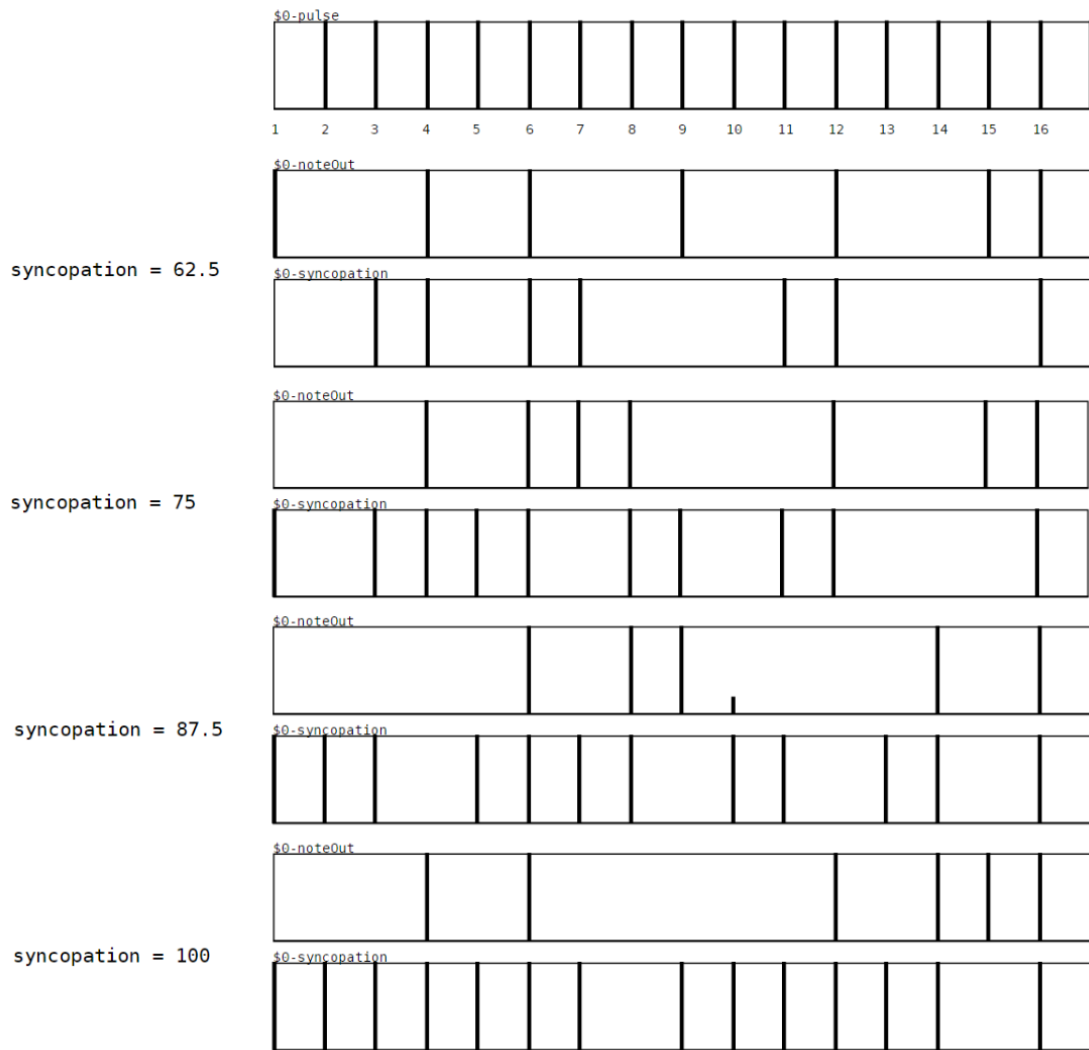 $0-pulse
1 2 3 4 5 6 7 8 9 10 11 12 13 14 15 16
$0-noteOut
syncopation = 62.5
$0-syncopation
$0-noteOut
syncopation = 75
$0-syncopation
$0-noteOut
syncopation = 87.5
$0-syncopation
$0-noteOut
syncopation = 100
$0-syncopation